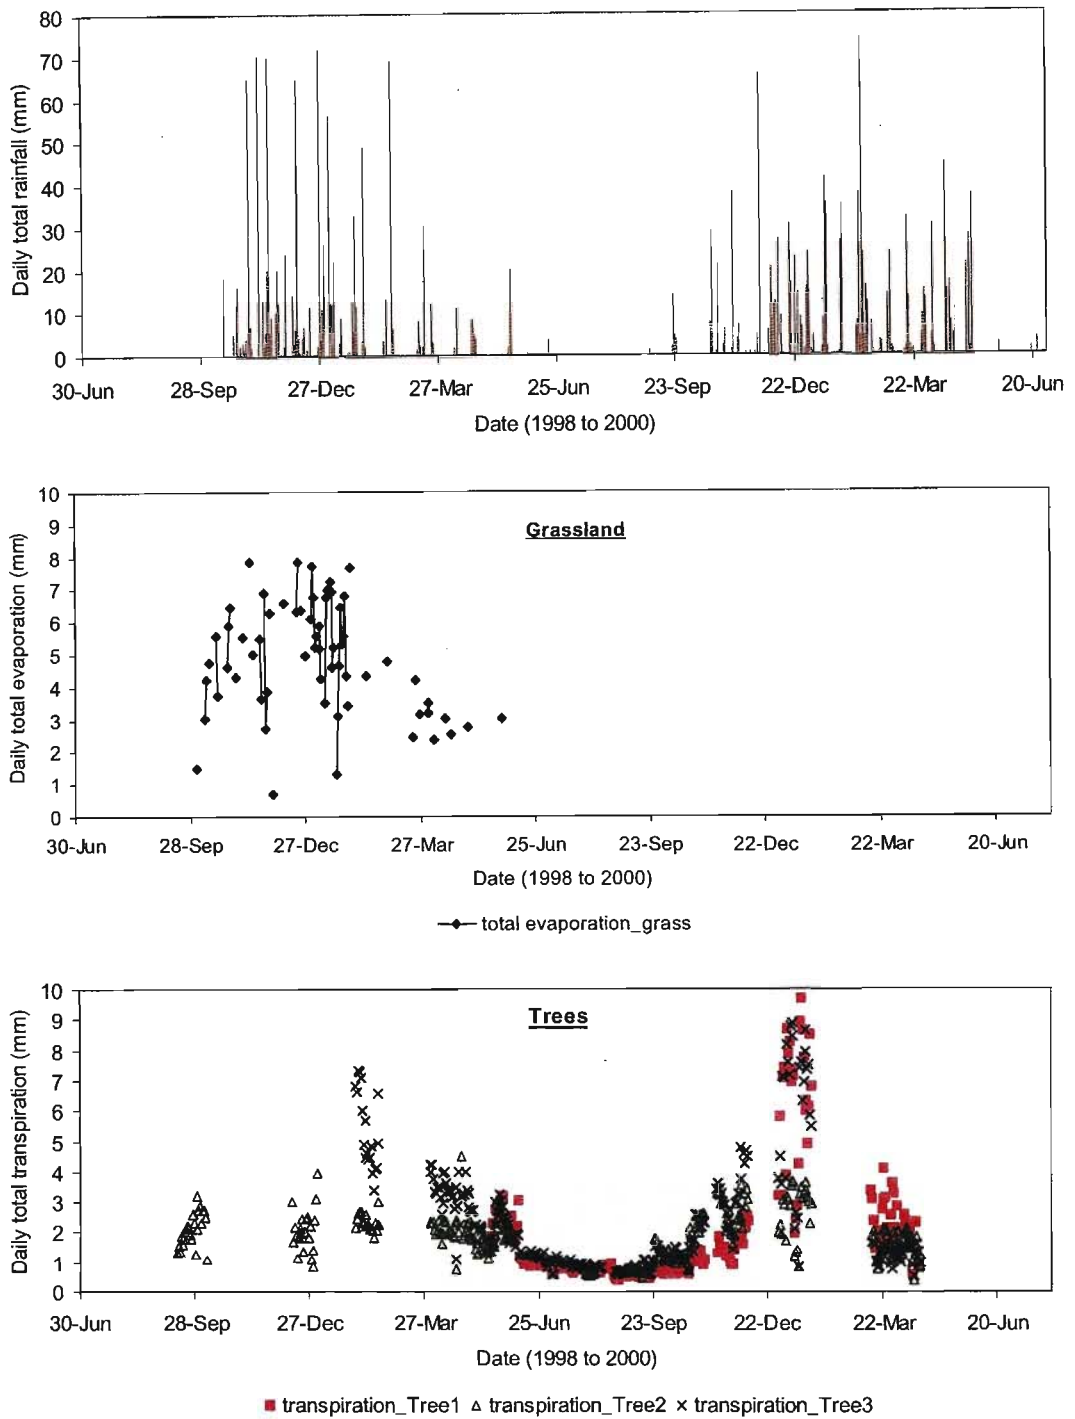 80
70
60
50
40
30
20
10
0
Daily total rainfall (mm)
30-Jun 28-Sep 27-Dec 27-Mar 25-Jun 23-Sep 22-Dec 22-Mar 20-Jun
Date (1998 to 2000)
Grassland
10
9
8
7
6
5
4
3
2
1
0
Daily total evaporation (mm)
30-Jun 28-Sep 27-Dec 27-Mar 25-Jun 23-Sep 22-Dec 22-Mar 20-Jun
Date (1998 to 2000)
total evaporation_grass
Trees
10
9
8
7
6
5
4
3
2
1
0
Daily total transpiration (mm)
30-Jun 28-Sep 27-Dec 27-Mar 25-Jun 23-Sep 22-Dec 22-Mar 20-Jun
Date (1998 to 2000)
transpiration_Tree1 transpiration_Tree2 transpiration_Tree3